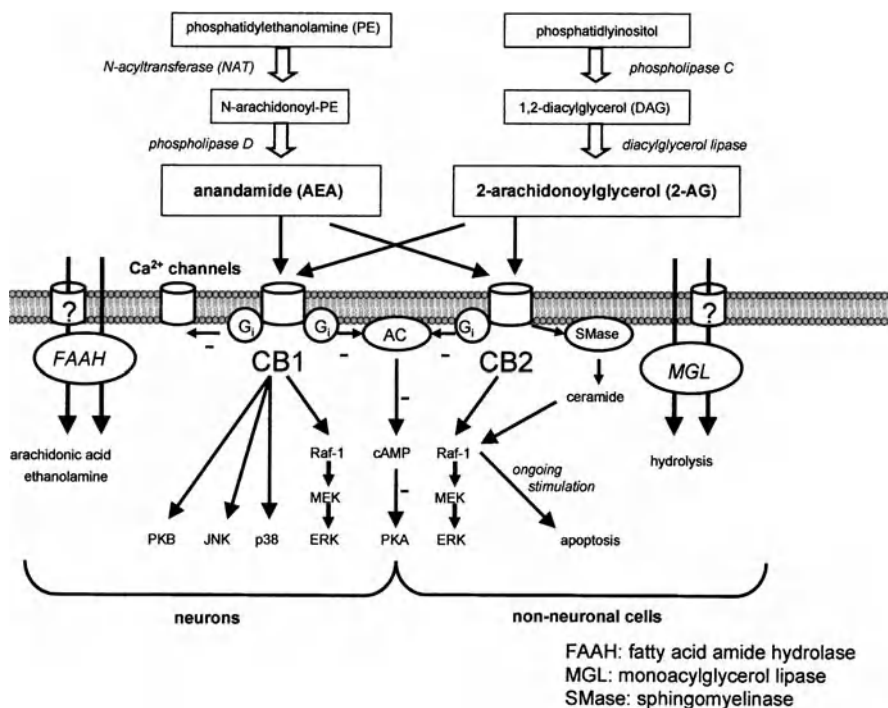 phosphatidylethanolamine (PE)
phosphatidlyinositol
N-acyltransferase (NAT)
phospholipase C
N-arachidonoyl-PE
1,2-diacylglycerol (DAG)
phospholipase D
diacylglycerol lipase
anandamide (AEA)
2-arachidonoylglycerol (2-AG)
Ca²⁺ channels
?
?
Gi
Gi
AC
Gi
SMase
FAAH
CB1
CB2
MGL
–
–
–
–
ceramide
arachidonic acid
ethanolamine
Raf-1
cAMP
Raf-1
ongoing
stimulation
hydrolysis
MEK
–
MEK
PKB
JNK
p38
ERK
PKA
ERK
apoptosis
neurons
non-neuronal cells
FAAH: fatty acid amide hydrolase
MGL: monoacylglycerol lipase
SMase: sphingomyelinase